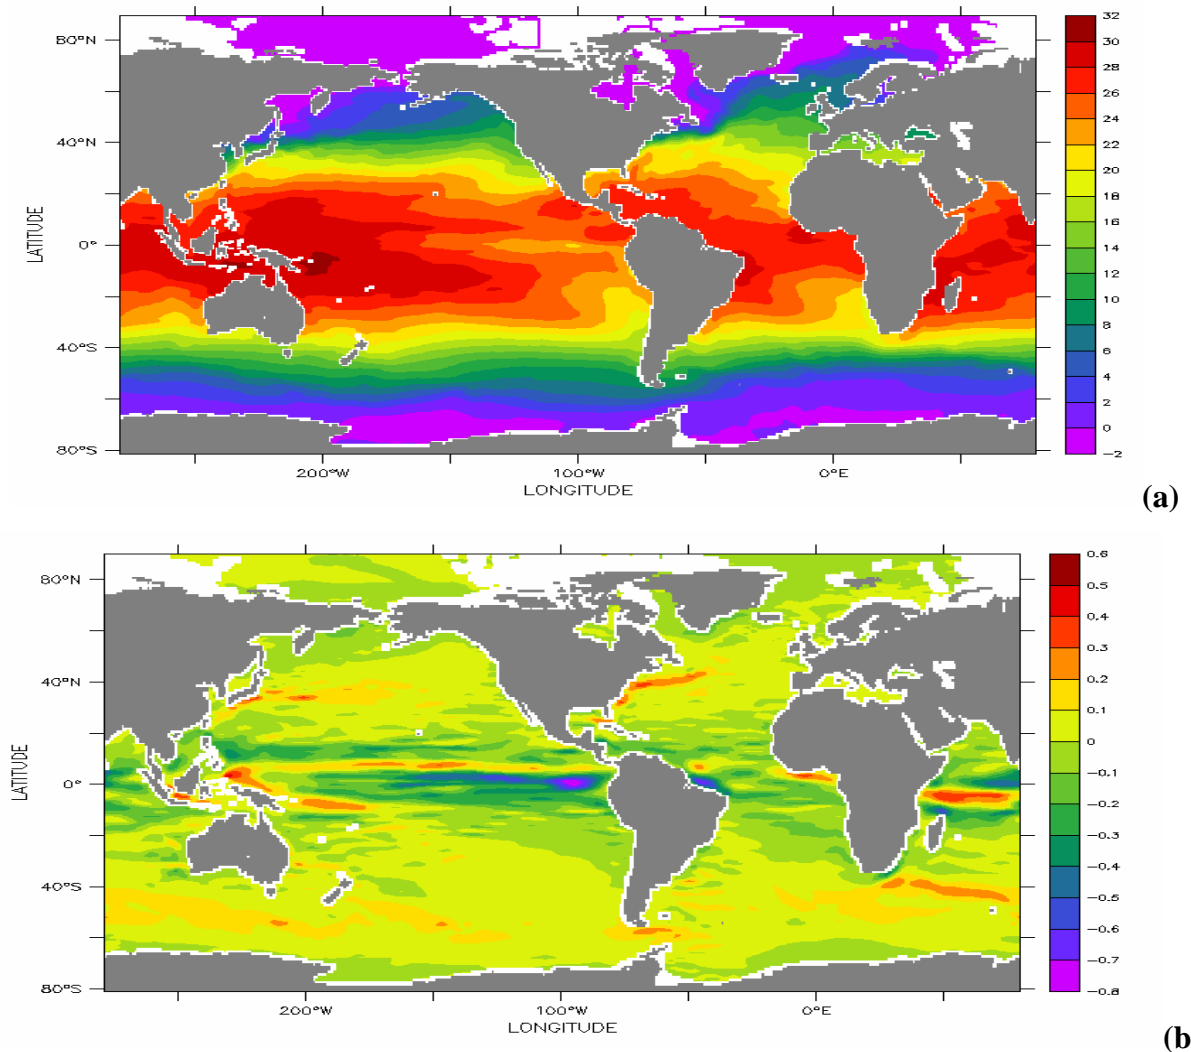 32
80°N
30
28
26
24
40°N
22
20
18
LATITUDE
0°
16
14
12
10
8
40°S
6
4
2
0
80°S
−2
200°W
100°W
0°E
LONGITUDE
(a)
0.6
80°N
0.5
0.4
0.3
40°N
0.2
0.1
LATITUDE
0
0°
−0.1
−0.2
−0.3
40°S
−0.4
−0.5
−0.6
−0.7
80°S
−0.8
200°W
100°W
0°E
LONGITUDE
(b